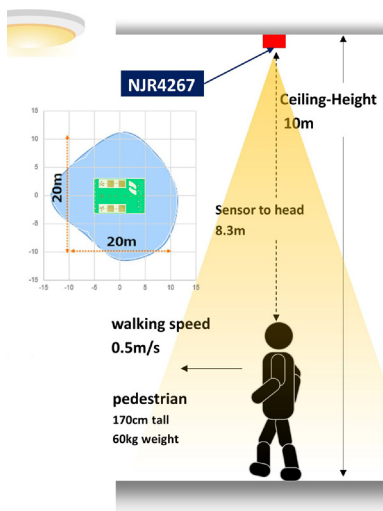 NJR4267
Ceiling-Height
10m
15
10
5
0
-5
-10
-15
-15
-10
-5
0
5
10
15
20m
20m
Sensor to head
8.3m
walking speed
0.5m/s
pedestrian
170cm tall
60kg weight